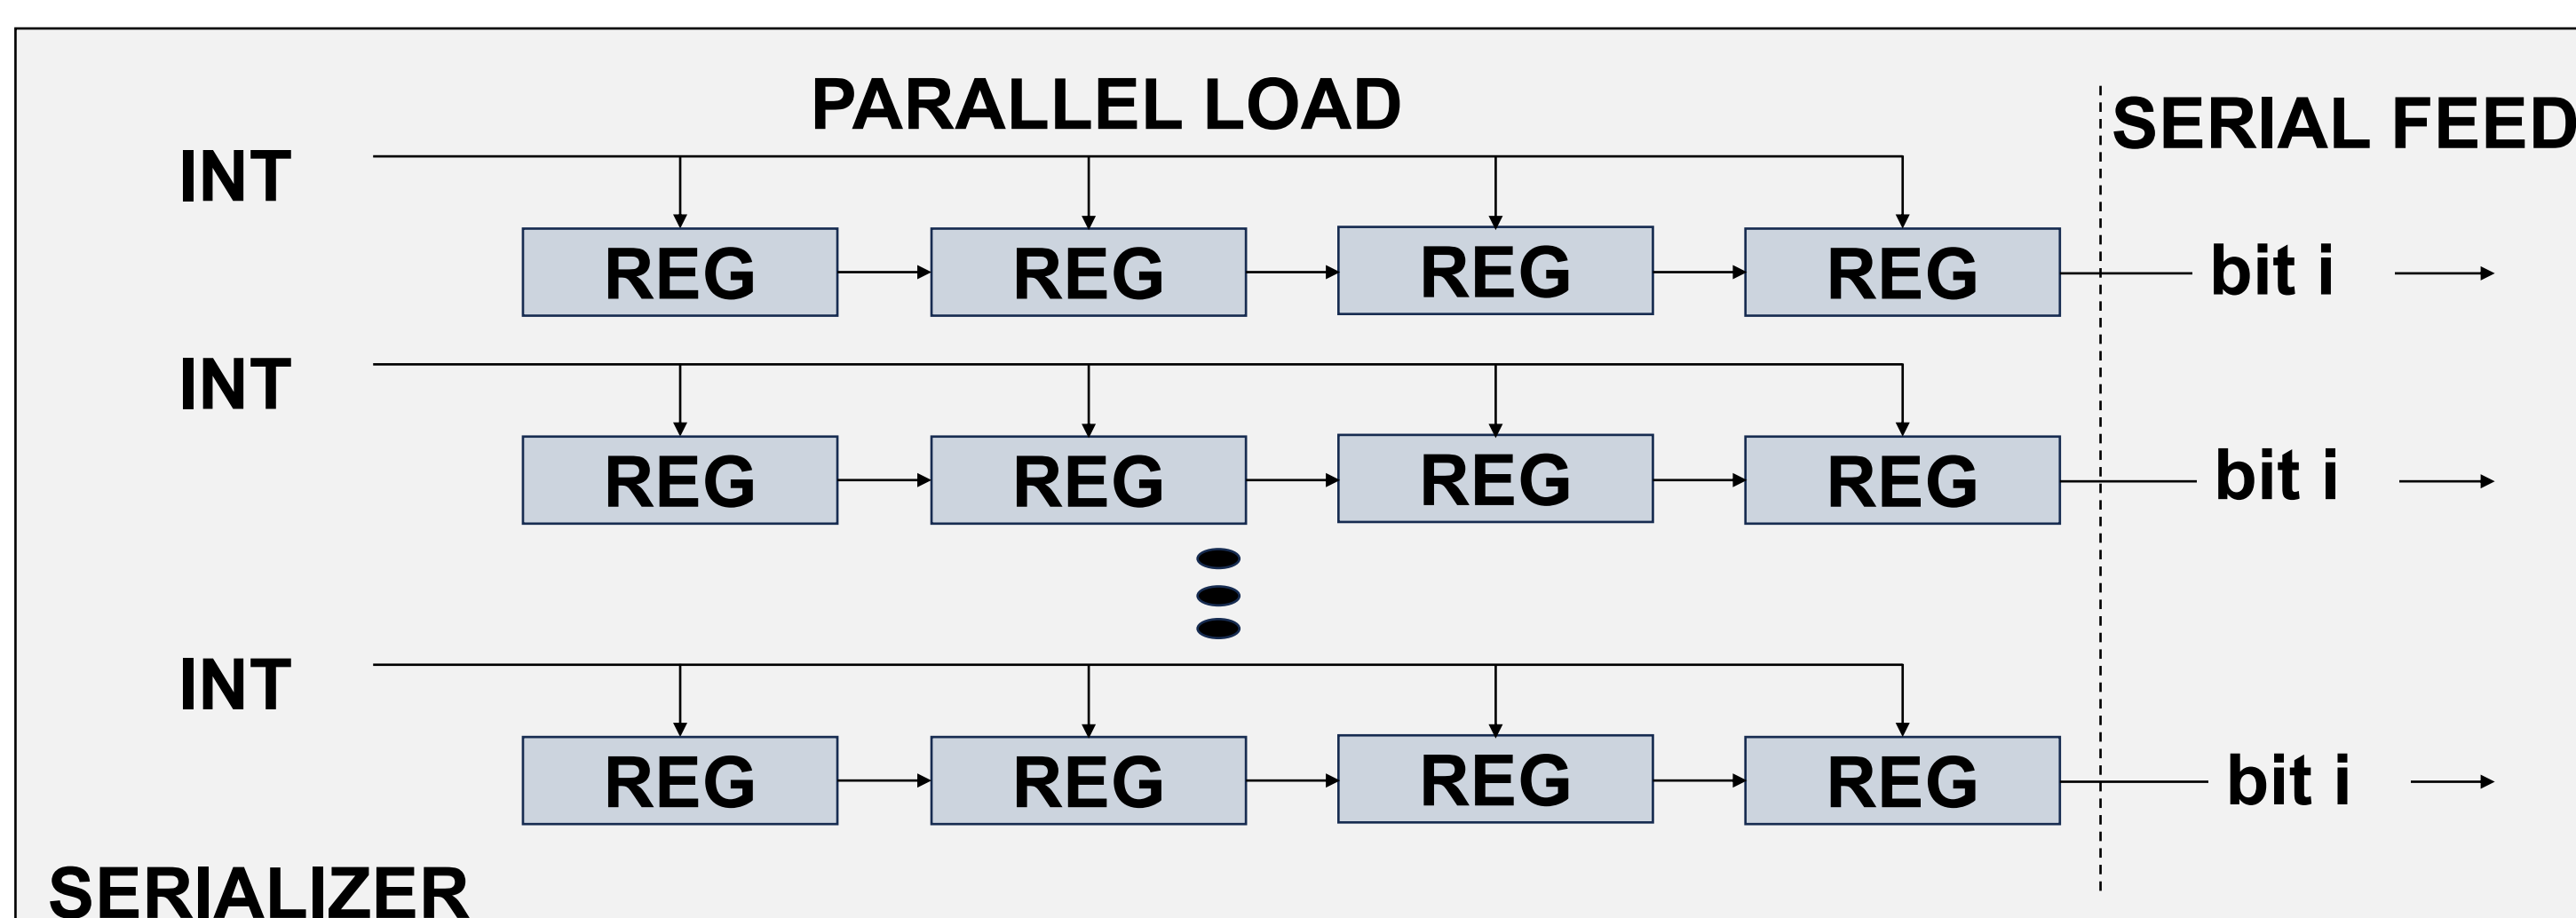 PARALLEL LOAD
SERIAL FEED
INT
REG REG REG REG bit i
INT
REG REG REG REG bit i
INT
REG REG REG REG bit i
SERIALIZER